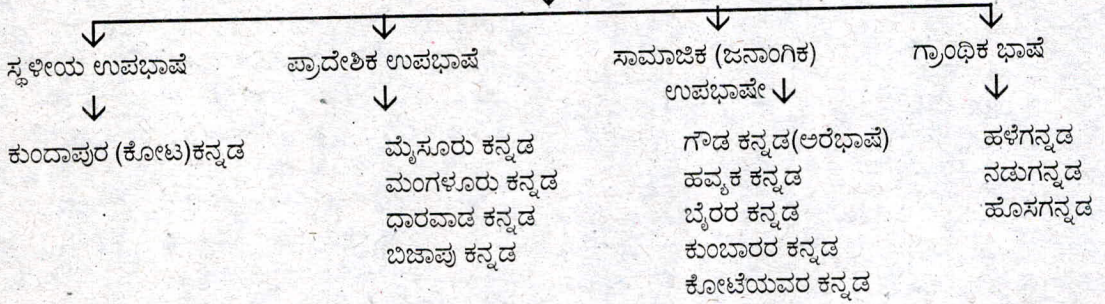 ಸ್ಥಳೀಯ ಉಪಭಾಷೆ
ಕುಂದಾಪುರ (ಕೋಟ)ಕನ್ನಡ
ಪ್ರಾದೇಶಿಕ ಉಪಭಾಷೆ
ಮೈಸೂರು ಕನ್ನಡ
ಮಂಗಳೂರು ಕನ್ನಡ
ಧಾರವಾಡ ಕನ್ನಡ
ಬಿಜಾಪು ಕನ್ನಡ
ಸಾಮಾಜಿಕ (ಜನಾಂಗಿಕ)
ಉಪಭಾಷೇ
ಗೌಡ ಕನ್ನಡ(ಅರೆಭಾಷೆ)
ಹವ್ಯಕ ಕನ್ನಡ
ಬೈರರ ಕನ್ನಡ
ಕುಂಬಾರರ ಕನ್ನಡ
ಕೋಟೆಯವರ ಕನ್ನಡ
ಗ್ರಾಂಥಿಕ ಭಾಷೆ
ಹಳೆಗನ್ನಡ
ನಡುಗನ್ನಡ
ಹೊಸಗನ್ನಡ